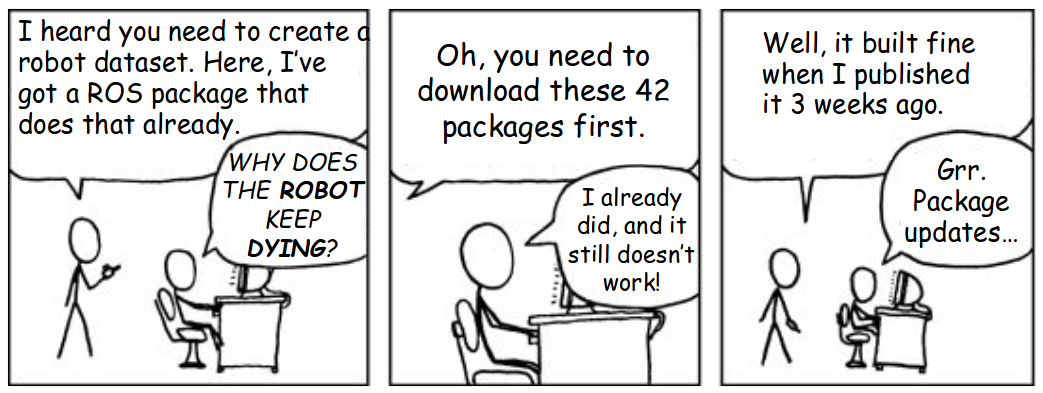 I heard you need to create a
robot dataset. Here, I've
got a ROS package that
does that already.
WHY DOES
THE ROBOT
KEEP
DYING?
Oh, you need to
download these 42
packages first.
I already
did, and it
still doesn't
work!
Well, it built fine
when I published
it 3 weeks ago.
Grr.
Package
updates...